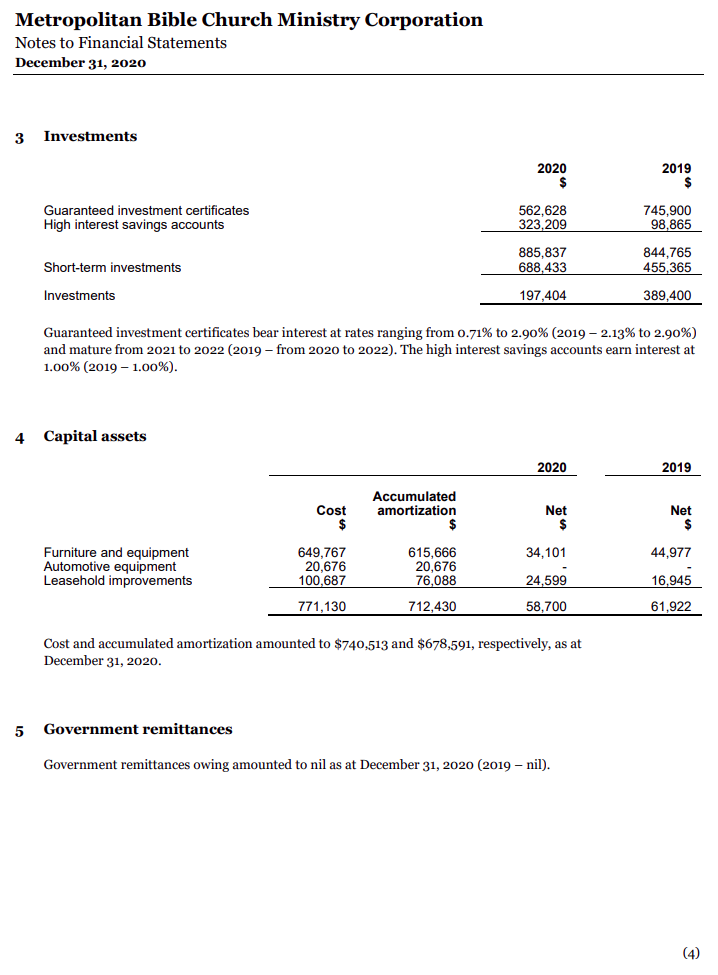 Metropolitan Bible Church Ministry Corporation
Notes to Financial Statements
December 31, 2020
3 Investments
2020 2019
$ $
Guaranteed investment certificates 562,628 745,900
High interest savings accounts 323,209 98,865
885,837 844,765
Short-term investments 688,433 455,365
Investments 197,404 389,400
Guaranteed investment certificates bear interest at rates ranging from 0.71% to 2.90% (2019 – 2.13% to 2.90%)
and mature from 2021 to 2022 (2019 – from 2020 to 2022). The high interest savings accounts earn interest at
1.00% (2019 – 1.00%).
4 Capital assets
2020 2019
Accumulated
Cost amortization Net Net
$ $ $ $
Furniture and equipment 649,767 615,666 34,101 44,977
Automotive equipment 20,676 20,676 - -
Leasehold improvements 100,687 76,088 24,599 16,945
771,130 712,430 58,700 61,922
Cost and accumulated amortization amounted to $740,513 and $678,591, respectively, as at
December 31, 2020.
5 Government remittances
Government remittances owing amounted to nil as at December 31, 2020 (2019 – nil).
(4)